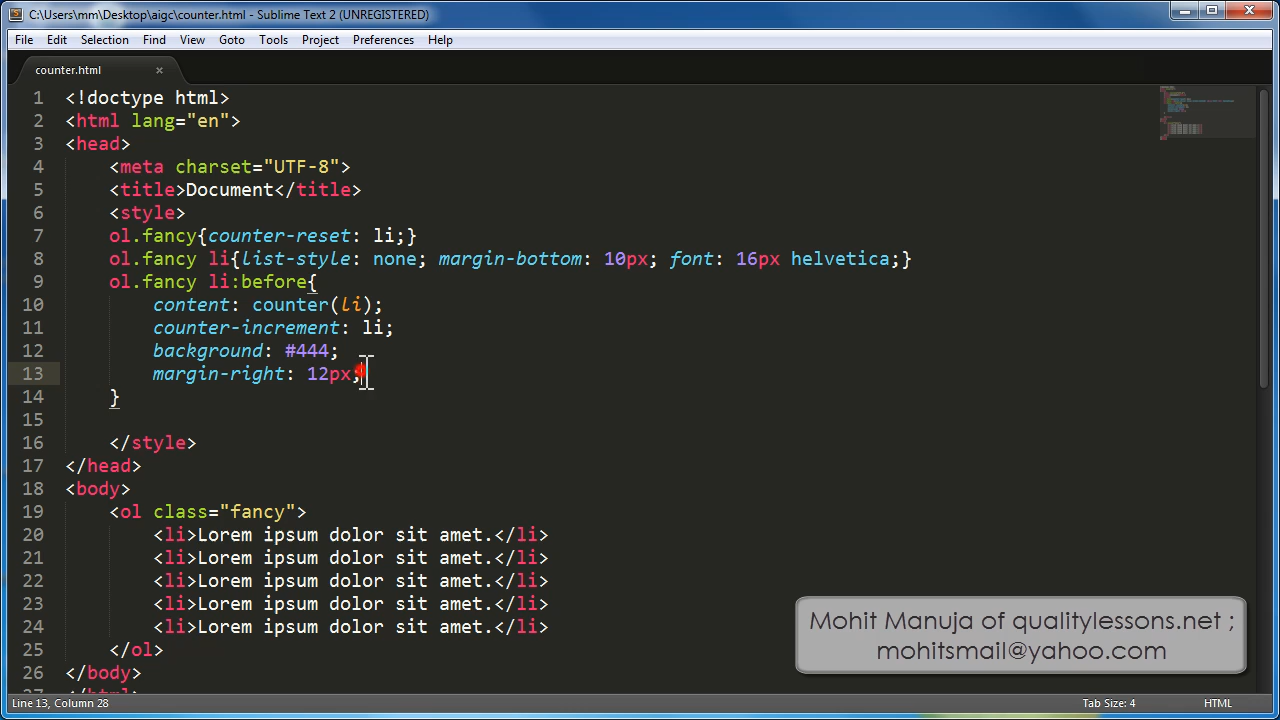 C:\Users\mm\Desktop\aigc\counter.html - Sublime Text 2 (UNREGISTERED)
File Edit Selection Find View Goto Tools Project Preferences Help
counter.html ×
1 <!doctype html>
2 <html lang="en">
3 <head>
4 <meta charset="UTF-8">
5 <title>Document</title>
6 <style>
7 ol.fancy{counter-reset: li;}
8 ol.fancy li{list-style: none; margin-bottom: 10px; font: 16px helvetica;}
9 ol.fancy li:before{
10 content: counter(li);
11 counter-increment: li;
12 background: #444;
13 margin-right: 12px;
14 }
15
16 </style>
17 </head>
18 <body>
19 <ol class="fancy">
20 <li>Lorem ipsum dolor sit amet.</li>
21 <li>Lorem ipsum dolor sit amet.</li>
22 <li>Lorem ipsum dolor sit amet.</li>
23 <li>Lorem ipsum dolor sit amet.</li>
24 <li>Lorem ipsum dolor sit amet.</li>
25 </ol>
26 </body>
27 </html>
Mohit Manuja of qualitylessons.net ;
mohitsmail@yahoo.com
Line 13, Column 28 Tab Size: 4 HTML